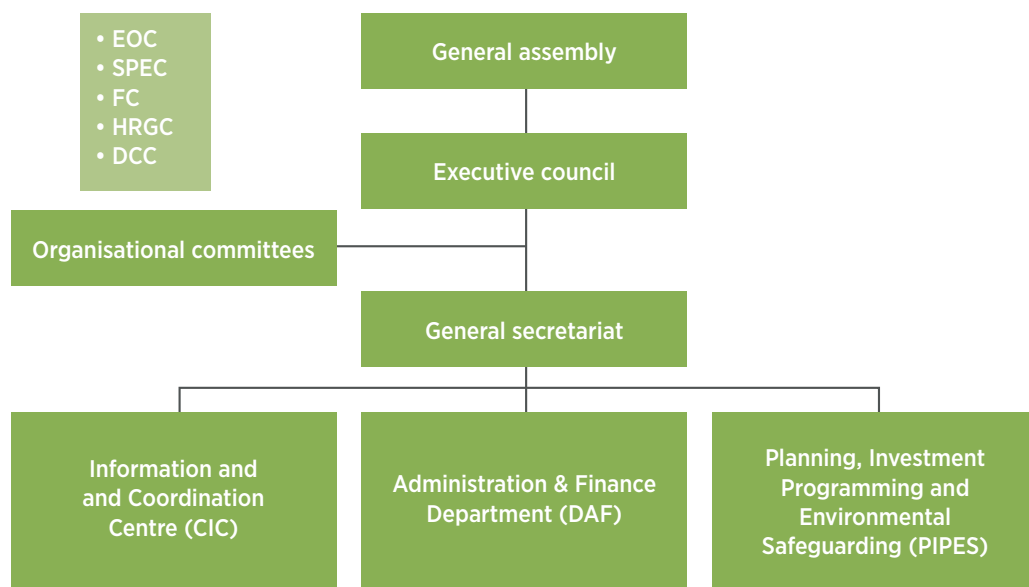 • EOC
• SPEC
• FC
• HRGC
• DCC
General assembly
Executive council
Organisational committees
General secretariat
Information and
and Coordination
Centre (CIC)
Administration & Finance
Department (DAF)
Planning, Investment
Programming and
Environmental
Safeguarding (PIPES)